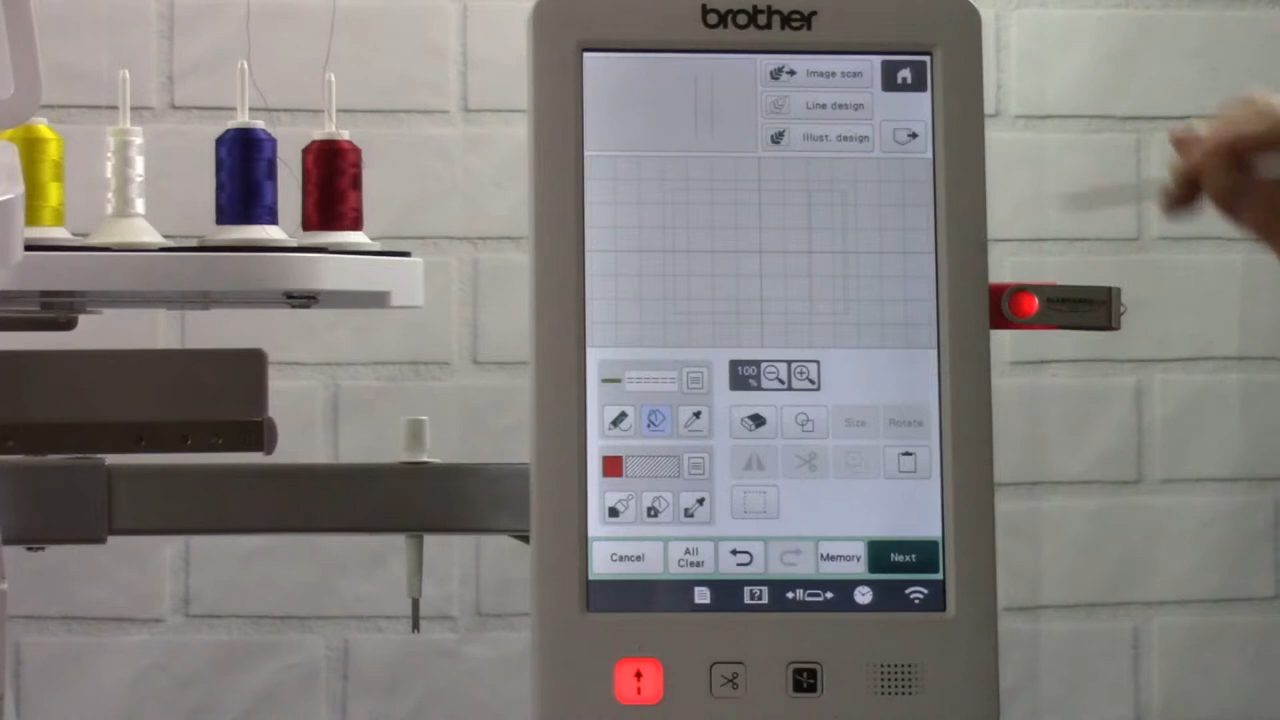 brother
Image scan
Line design
Illust. design
100
%
Size
Rotate
Cancel
All
Clear
Memory
Next
?